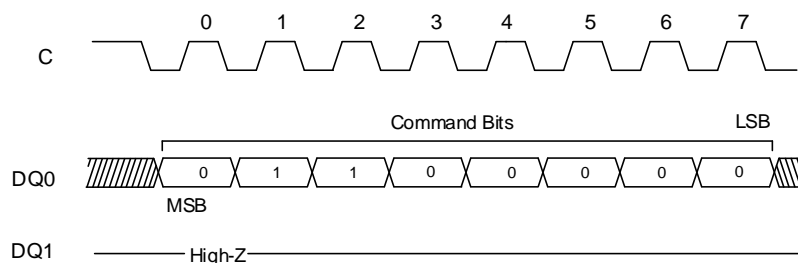 0 1 2 3 4 5 6 7
C
Command Bits LSB
DQ0 0 1 1 0 0 0 0 0
MSB
DQ1 High-Z